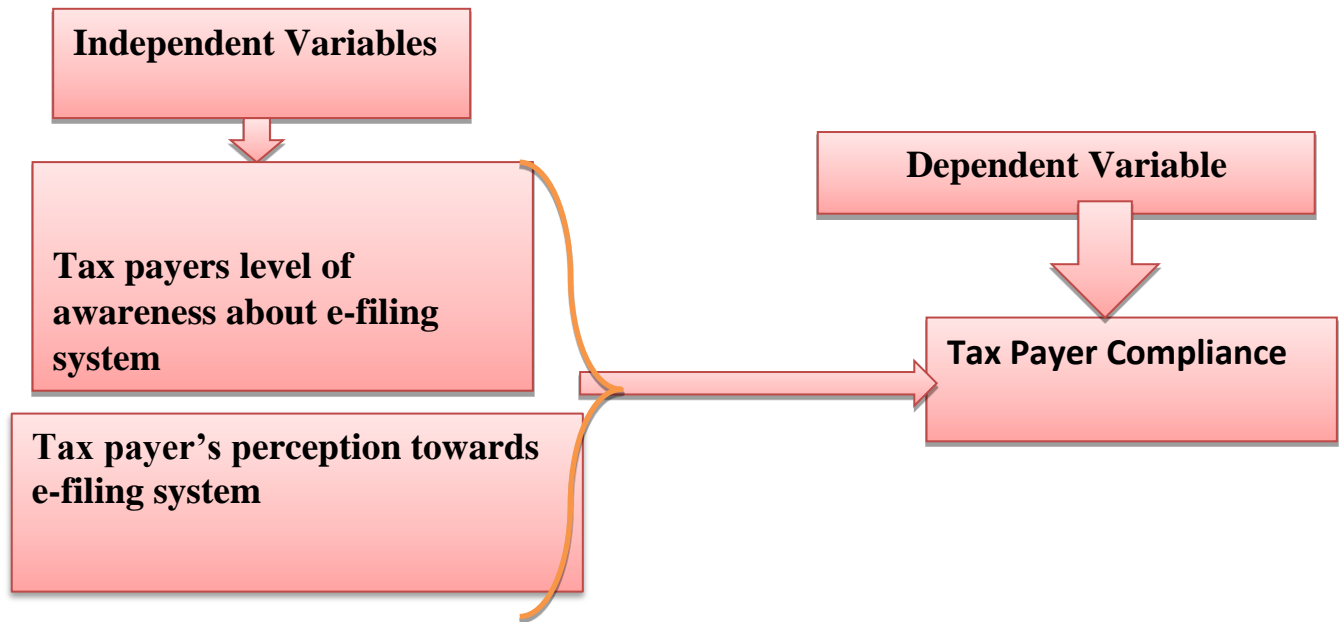 Independent Variables
Tax payers level of
awareness about e-filing
system
Tax payer’s perception towards
e-filing system
Dependent Variable
Tax Payer Compliance